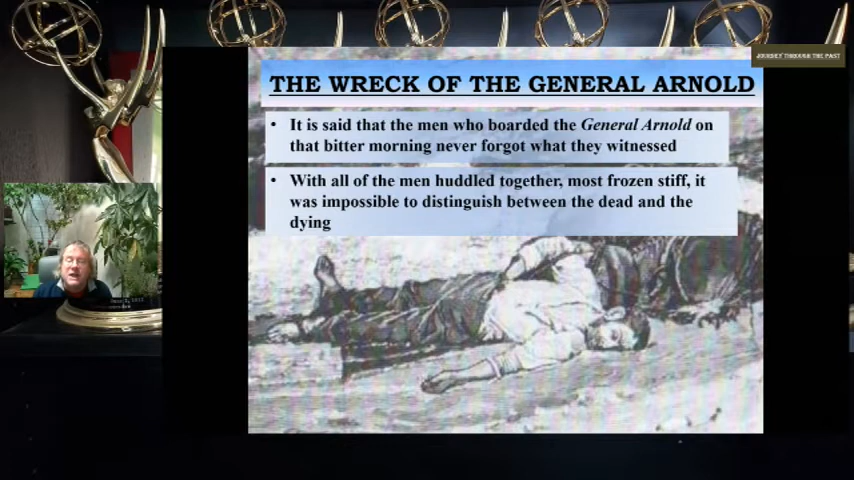 JOURNEY THROUGH THE PAST
THE WRECK OF THE GENERAL ARNOLD
• It is said that the men who boarded the General Arnold on
that bitter morning never forgot what they witnessed
• With all of the men huddled together, most frozen stiff, it
was impossible to distinguish between the dead and the
dying